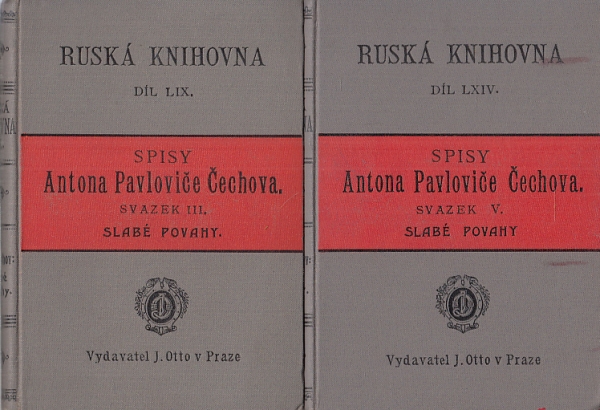 RUSKÁ KNIHOVNA
DÍL LIX.
SPISY
Antona Pavloviče Čechova.
SVAZEK III.
SLABÉ POVAHY.
Vydavatel J. Otto v Praze
RUSKÁ KNIHOVNA
DÍL LXIV.
SPISY
Antona Pavloviče Čechova.
SVAZEK V.
SLABÉ POVAHY
Vydavatel J. Otto v Praze